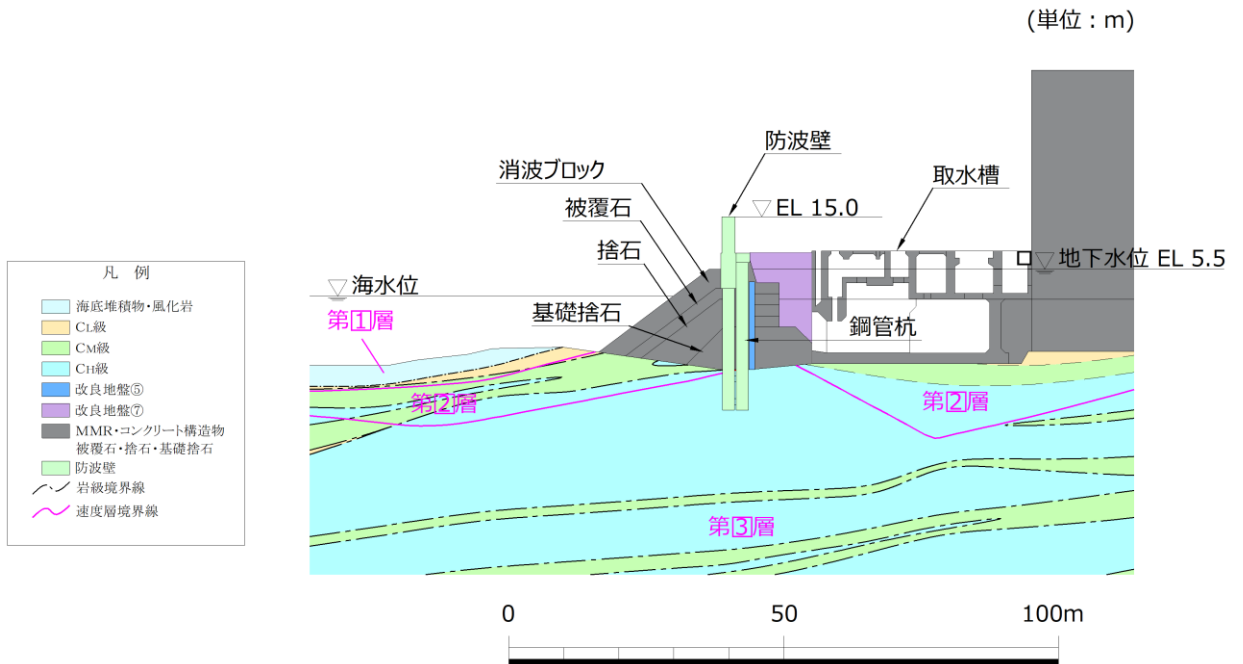 (単位：m)
防波壁
消波ブロック
取水槽
被覆石
▽ EL 15.0
捨石
▽ 地下水位 EL 5.5
▽ 海水位
基礎捨石
鋼管杭
第1層
第2層
第2層
第3層
凡 例
海底堆積物・風化岩
CL級
CM級
CH級
改良地盤⑤
改良地盤⑦
MMR・コンクリート構造物
被覆石・捨石・基礎捨石
防波壁
岩級境界線
速度層境界線
0 50 100m